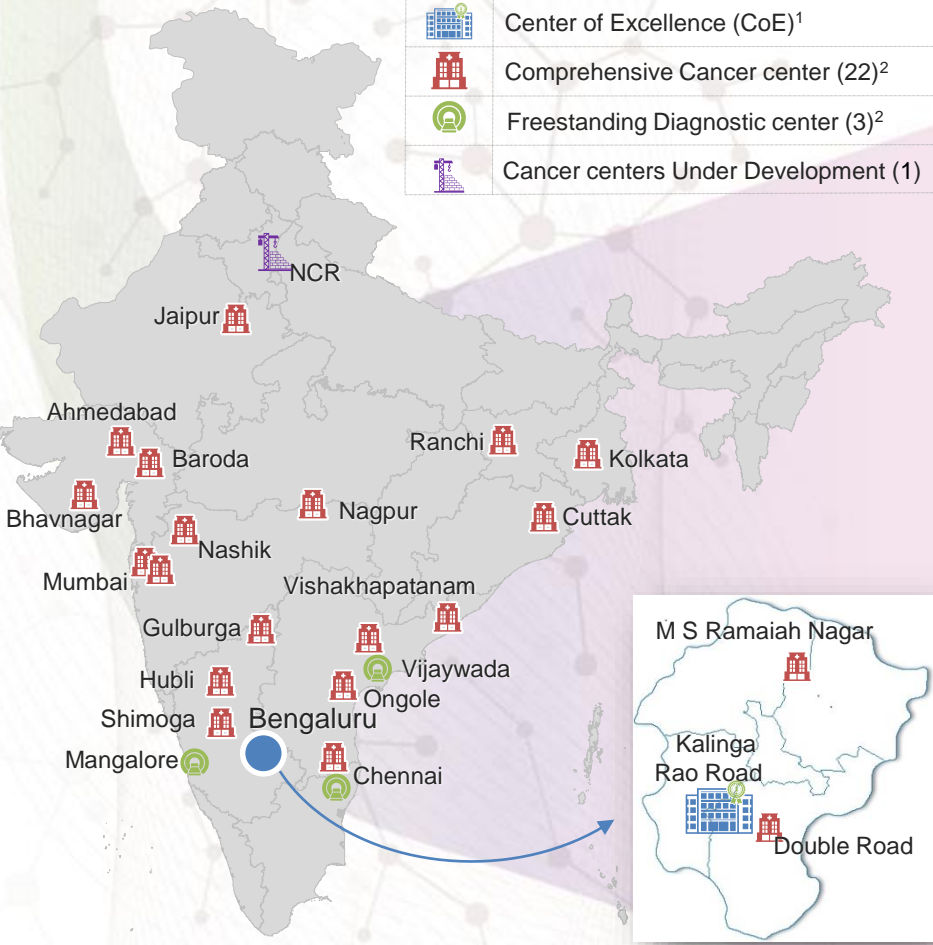 Center of Excellence (CoE)¹
Comprehensive Cancer center (22)²
Freestanding Diagnostic center (3)²
Cancer centers Under Development (1)
NCR
Jaipur
Ahmedabad
Baroda
Ranchi
Kolkata
Bhavnagar
Nagpur
Cuttak
Nashik
Mumbai
Vishakhapatanam
Gulburga
Vijaywada
Hubli
Ongole
Shimoga
Bengaluru
Mangalore
Chennai
M S Ramaiah Nagar
Kalinga
Rao Road
Double Road